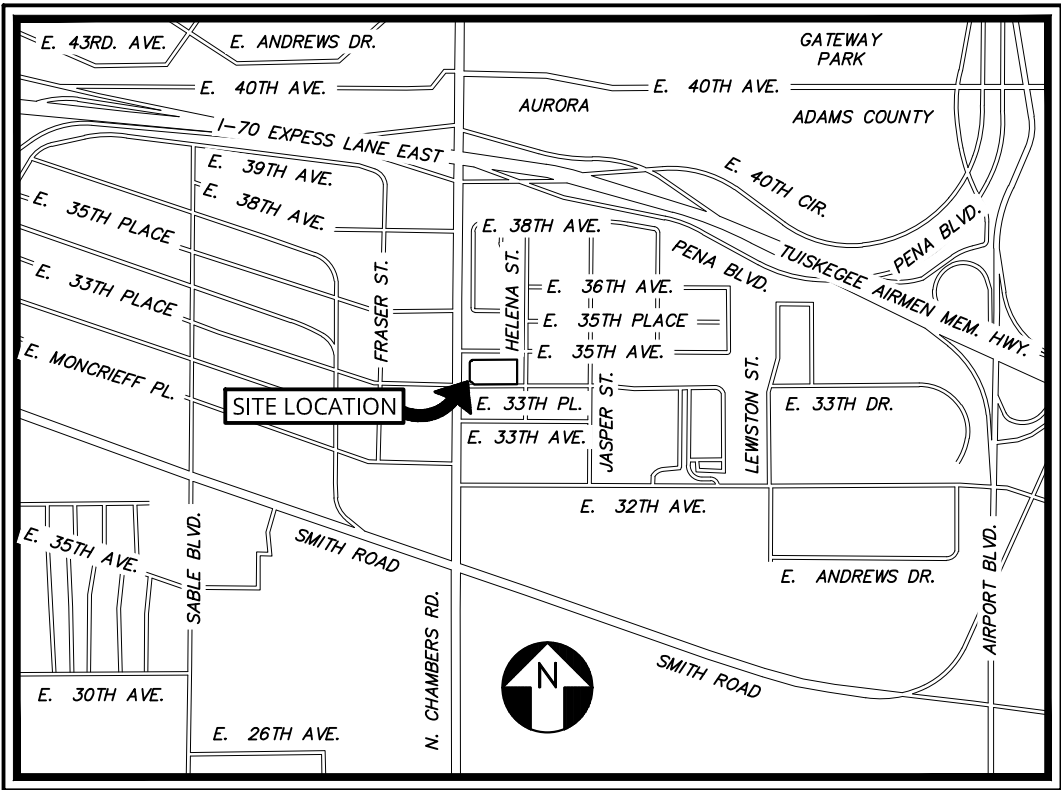 E. 43RD. AVE.
E. ANDREWS DR.
GATEWAY
PARK
E. 40TH AVE.
E. 40TH AVE.
AURORA
ADAMS COUNTY
I-70 EXPESS LANE EAST
E. 39TH AVE.
E. 40TH CIR.
E. 38TH AVE.
E. 35TH PLACE
E. 38TH AVE.
PENA BLVD.
PENA BLVD.
TUISKEGEE AIRMEN MEM. HWY.
E. 33TH PLACE
FRASER ST.
HELENA ST.
E. 36TH AVE.
E. 35TH PLACE
E. MONCRIEFF PL.
E. 35TH AVE.
SITE LOCATION
E. 33TH PL.
JASPER ST.
LEWISTON ST.
E. 33TH DR.
E. 33TH AVE.
E. 32TH AVE.
E. 35TH AVE.
SABLE BLVD.
SMITH ROAD
E. ANDREWS DR.
AIRPORT BLVD.
N. CHAMBERS RD.
N
SMITH ROAD
E. 30TH AVE.
E. 26TH AVE.